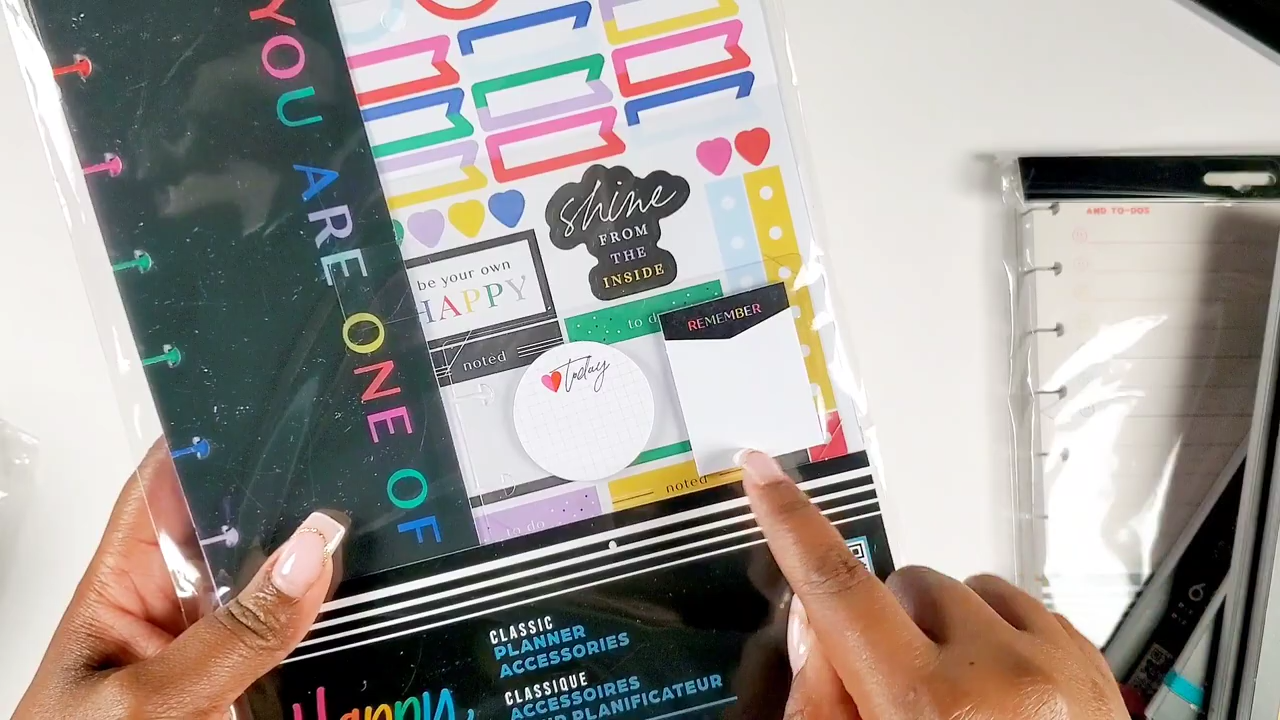 YOU ARE ONE OF
shine
FROM
THE
INSIDE
be your own
HAPPY
to do
REMEMBER
noted
today
noted
to do
CLASSIC
PLANNER
ACCESSORIES
CLASSIQUE
ACCESSOIRES
PLANIFICATEUR
Happy
AND TO-DOS